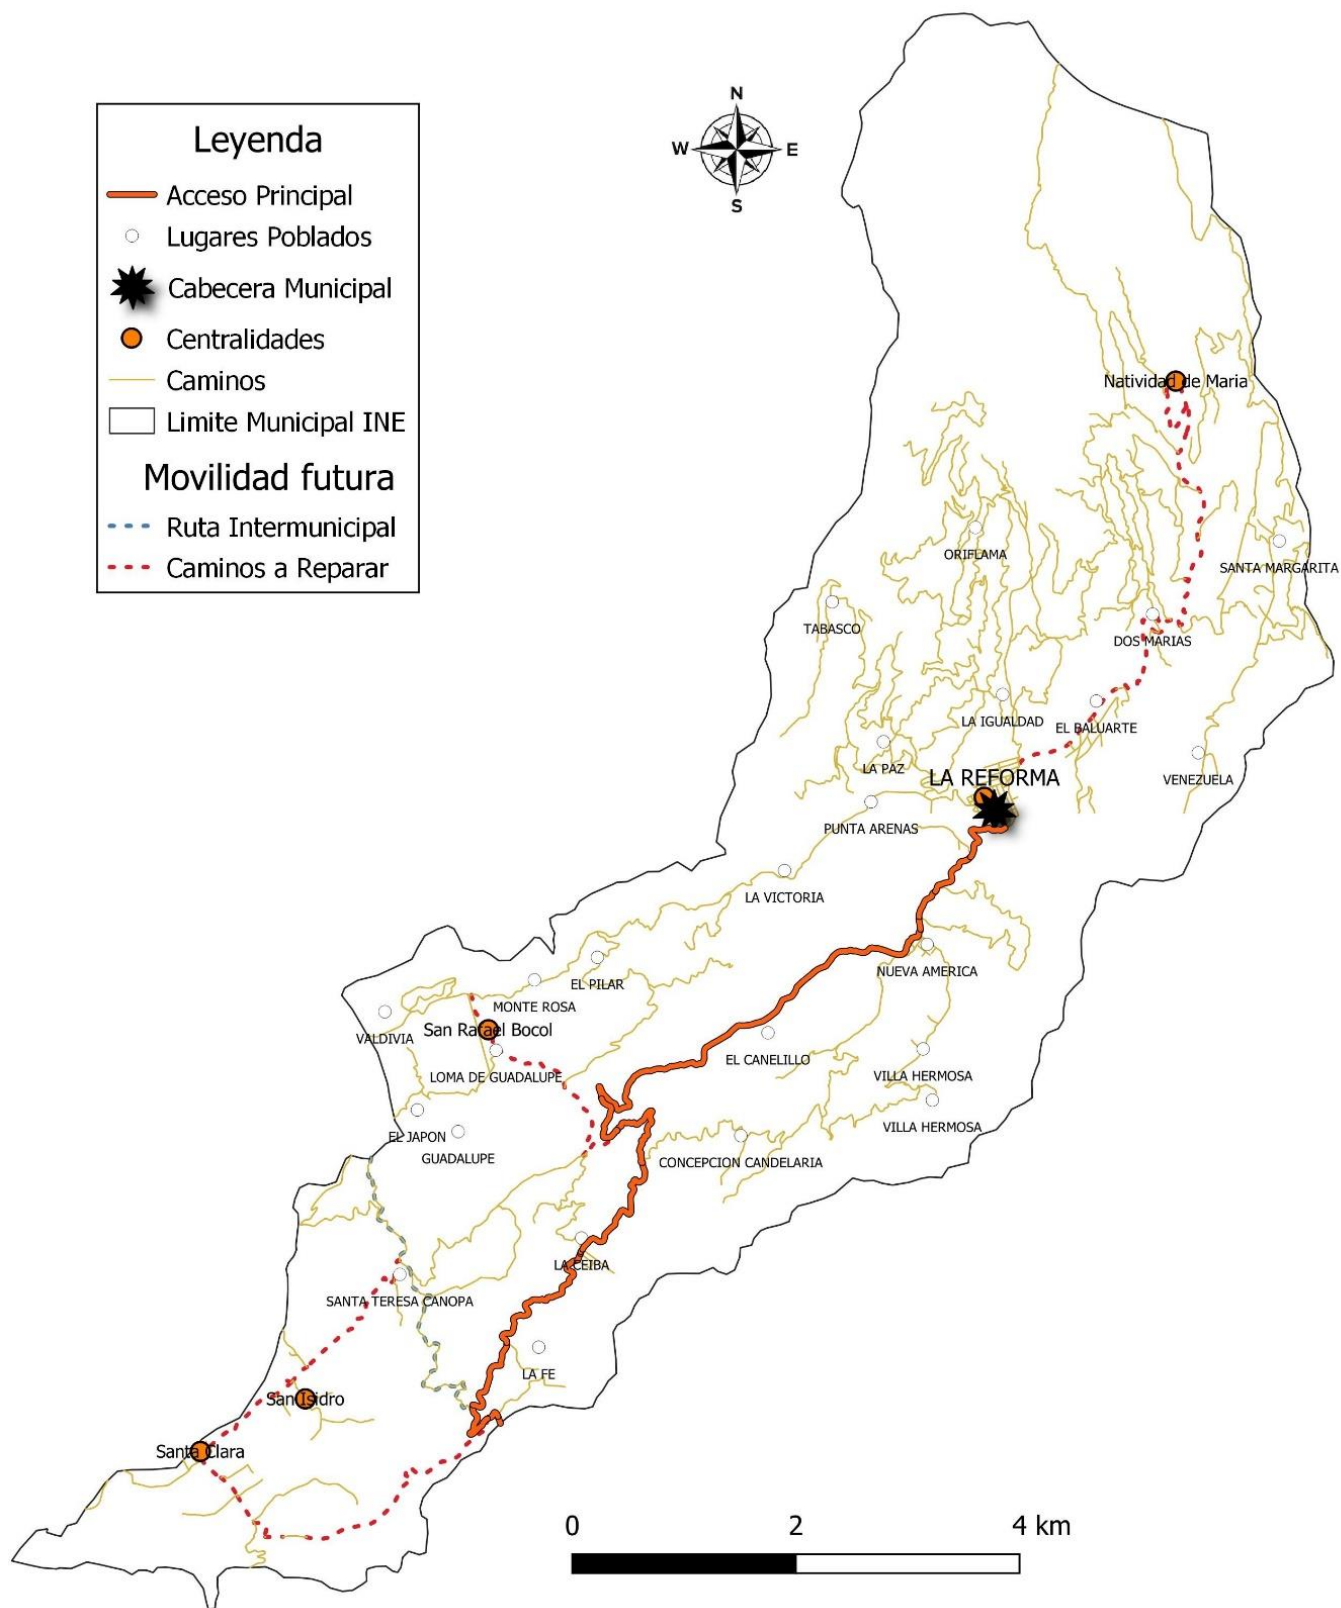 N
W
E
S
Leyenda
Acceso Principal
Lugares Poblados
Cabecera Municipal
Centralidades
Caminos
Limite Municipal INE
Movilidad futura
Ruta Intermunicipal
Caminos a Reparar
Natividad de Maria
ORIFLAMA
SANTA MARGARITA
TABASCO
DOS MARIAS
LA IGUALDAD
EL BALUARTE
LA PAZ
LA REFORMA
VENEZUELA
PUNTA ARENAS
LA VICTORIA
NUEVA AMERICA
EL PILAR
MONTE ROSA
San Rafael Bocol
VALDIVIA
EL CANELILLO
LOMA DE GUADALUPE
VILLA HERMOSA
VILLA HERMOSA
EL JAPON
GUADALUPE
CONCEPCION CANDELARIA
LA CEIBA
SANTA TERESA CANOPA
LA FE
San Isidro
Santa Clara
0 2 4 km